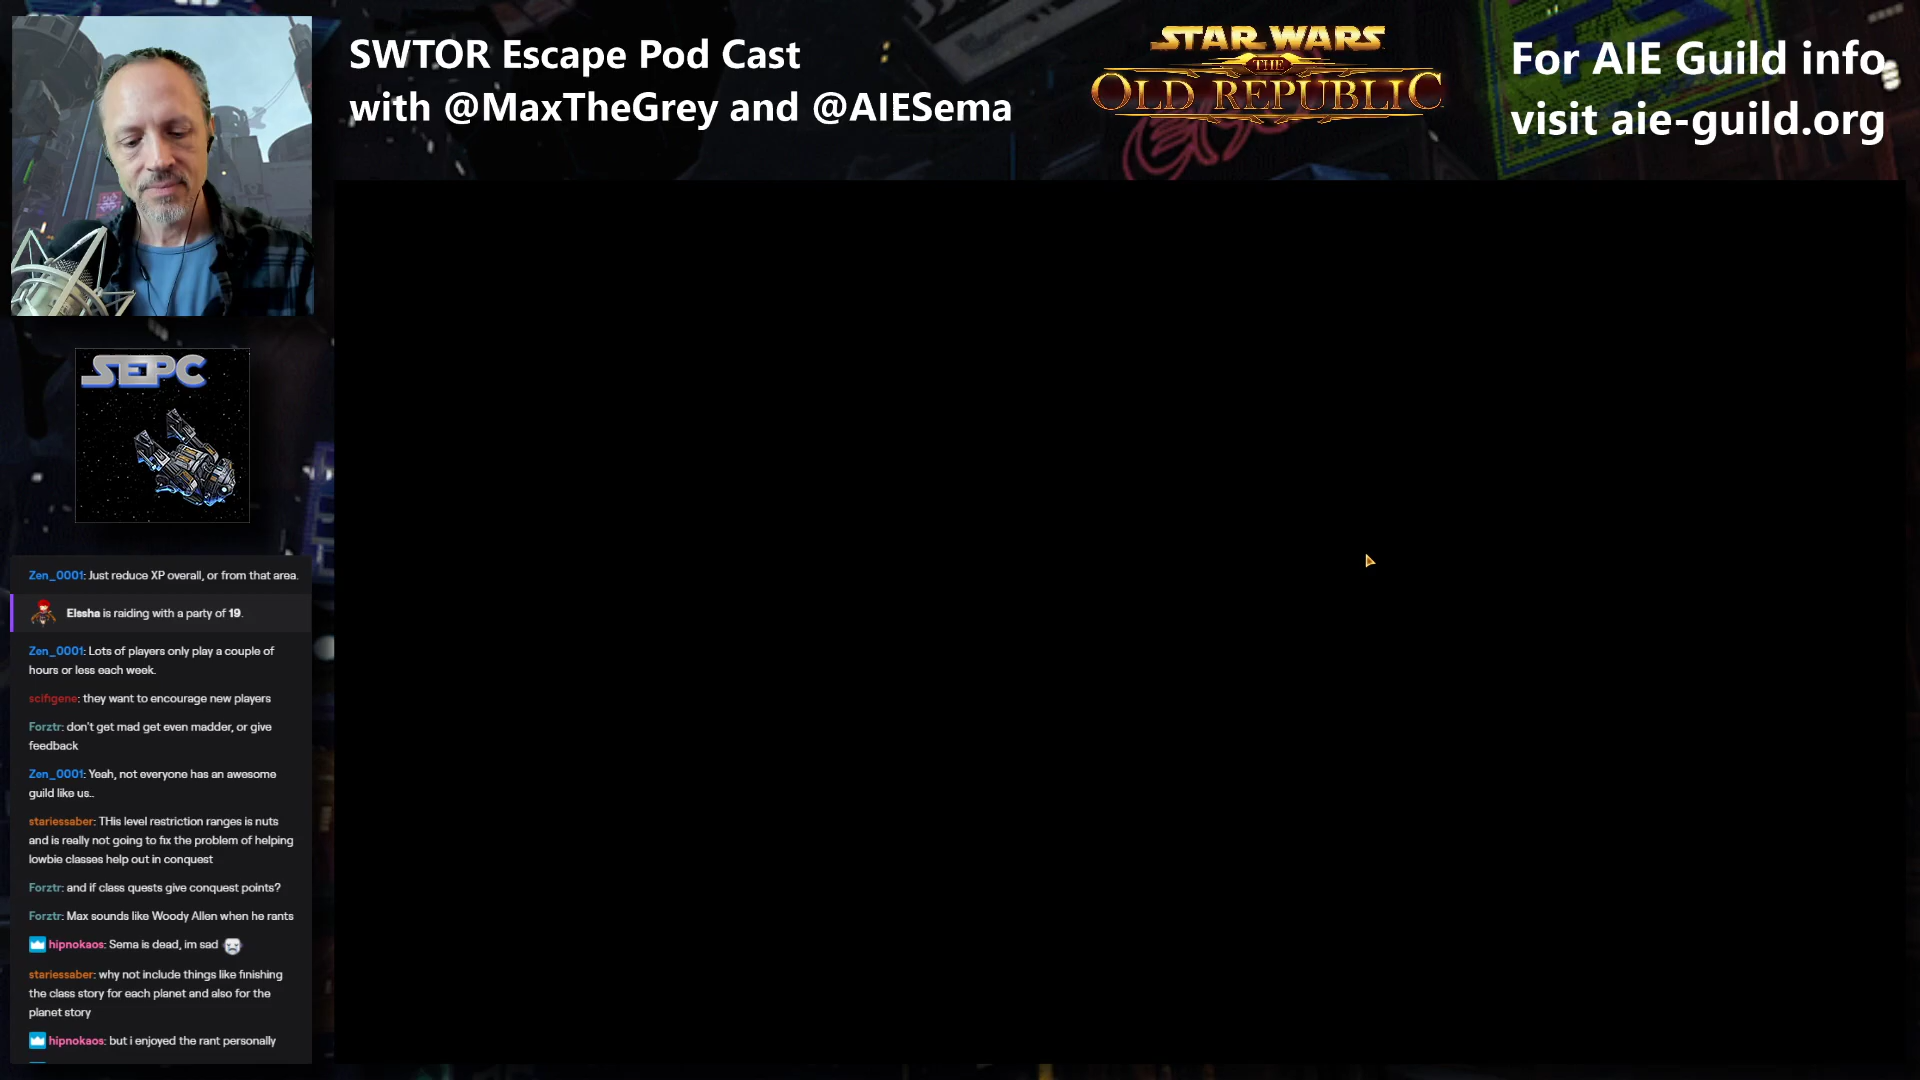 SWTOR Escape Pod Cast
with @MaxTheGrey and @AIESema
STAR WARS
THE
OLD REPUBLIC
For AIE Guild info
visit aie-guild.org
SEPC
Zen_0001: Just reduce XP overall, or from that area.
Elssha is raiding with a party of 19.
Zen_0001: Lots of players only play a couple of
hours or less each week.
scifigene: they want to encourage new players
Forztr: don't get mad get even madder, or give
feedback
Zen_0001: Yeah, not everyone has an awesome
guild like us..
stariessaber: THis level restriction ranges is nuts
and is really not going to fix the problem of helping
lowbie classes help out in conquest
Forztr: and if class quests give conquest points?
Forztr: Max sounds like Woody Allen when he rants
hipnokaos: Sema is dead, im sad
stariessaber: why not include things like finishing
the class story for each planet and also for the
planet story
hipnokaos: but i enjoyed the rant personally